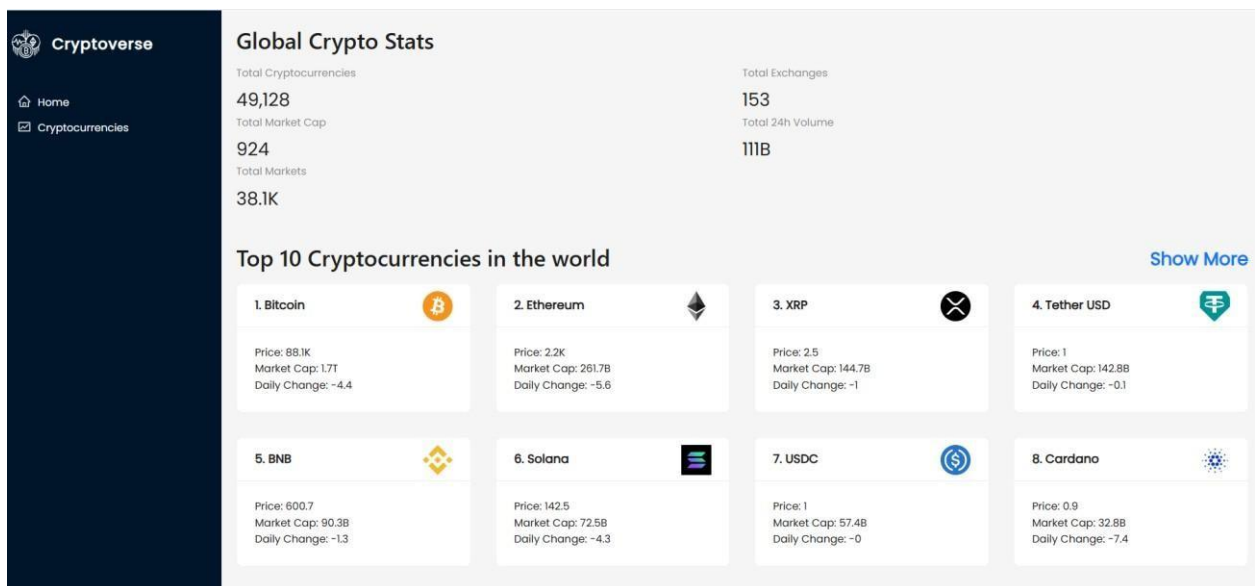 Cryptoverse
Home
Cryptocurrencies
Global Crypto Stats
Total Cryptocurrencies
49,128
Total Exchanges
153
Total Market Cap
924
Total 24h Volume
111B
Total Markets
38.1K
Top 10 Cryptocurrencies in the world
Show More
1. Bitcoin
Price: 88.1K
Market Cap: 1.7T
Daily Change: -4.4
2. Ethereum
Price: 2.2K
Market Cap: 261.7B
Daily Change: -5.6
3. XRP
Price: 2.5
Market Cap: 144.7B
Daily Change: -1
4. Tether USD
Price: 1
Market Cap: 142.8B
Daily Change: -0.1
5. BNB
Price: 600.7
Market Cap: 90.3B
Daily Change: -1.3
6. Solana
Price: 142.5
Market Cap: 72.5B
Daily Change: -4.3
7. USDC
Price: 1
Market Cap: 57.4B
Daily Change: -0
8. Cardano
Price: 0.9
Market Cap: 32.8B
Daily Change: -7.4